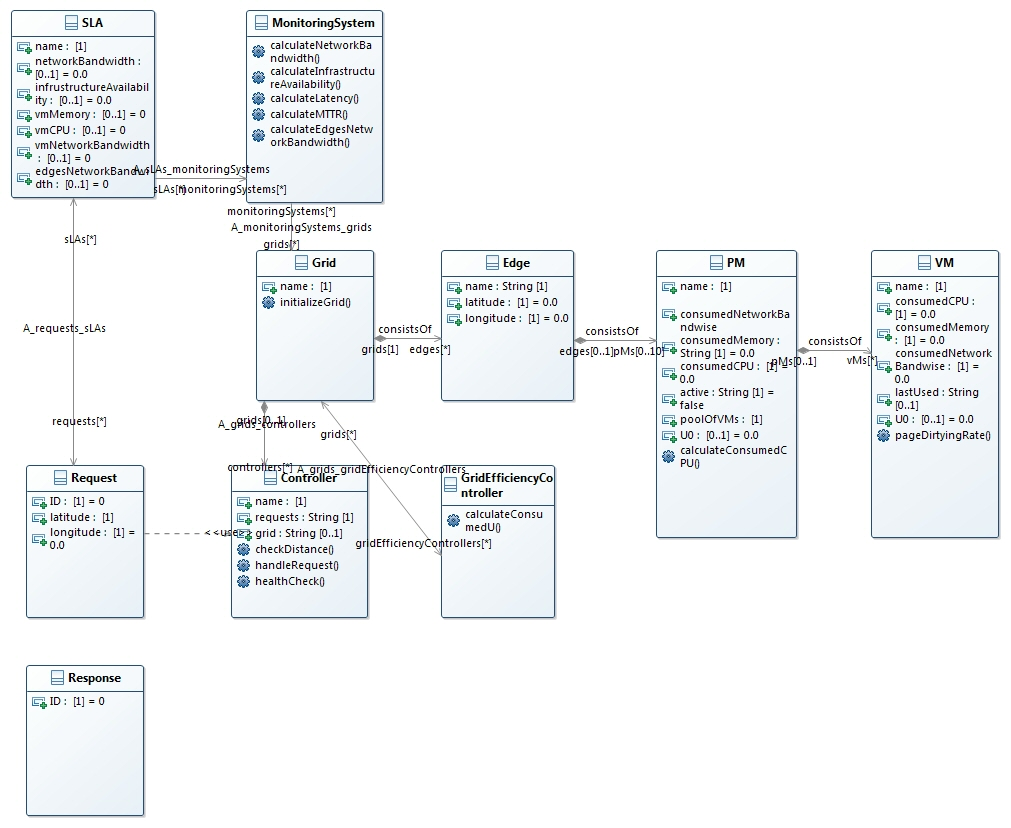 SLA
name : [1]
networkBandwidth :
[0..1] = 0.0
infrustructureAvailabil
ity : [0..1] = 0.0
vmMemory : [0..1] = 0
vmCPU : [0..1] = 0
vmNetworkBandwidth
: [0..1] = 0
edgesNetworkBandwi
dth : [0..1] = 0
MonitoringSystem
calculateNetworkBa
ndwidth()
calculateInfrastructu
reAvailability()
calculateLatency()
calculateMTTR()
calculateEdgesNetw
orkBandwidth()
A_sLAs_monitoringSystems
sLAs[*]
monitoringSystems[*]
monitoringSystems[*]
A_monitoringSystems_grids
grids[*]
sLAs[*]
A_requests_sLAs
requests[*]
Grid
name : [1]
initializeGrid()
consistsOf
grids[1]
edges[*]
Edge
name : String [1]
latitude : [1] = 0.0
longitude : [1] = 0.0
consistsOf
edges[0..1]
pMs[0..10]
PM
name : [1]
consumedNetworkBa
ndwise
consumedMemory :
String [1] = 0.0
consumedCPU : [1] =
0.0
active : String [1] =
false
poolOfVMs : [1]
U0 : [0..1] = 0.0
calculateConsumedC
PU()
consistsOf
pMs[0..1]
vMs[*]
VM
name : [1]
consumedCPU :
[1] = 0.0
consumedMemory
: [1] = 0.0
consumedNetwork
Bandwise : [1] =
0.0
lastUsed : String
[0..1]
U0 : [0..1] = 0.0
pageDirtyingRate()
grids[0..1]
A_grids_controllers
controllers[*]
grids[*]
A_grids_gridEfficiencyControllers
gridEfficiencyControllers[*]
Request
ID : [1] = 0
latitude : [1]
longitude : [1] =
0.0
<<use>>
Controller
name : [1]
requests : String [1]
grid : String [0..1]
checkDistance()
handleRequest()
healthCheck()
GridEfficiencyCo
ntroller
calculateConsu
medU()
Response
ID : [1] = 0